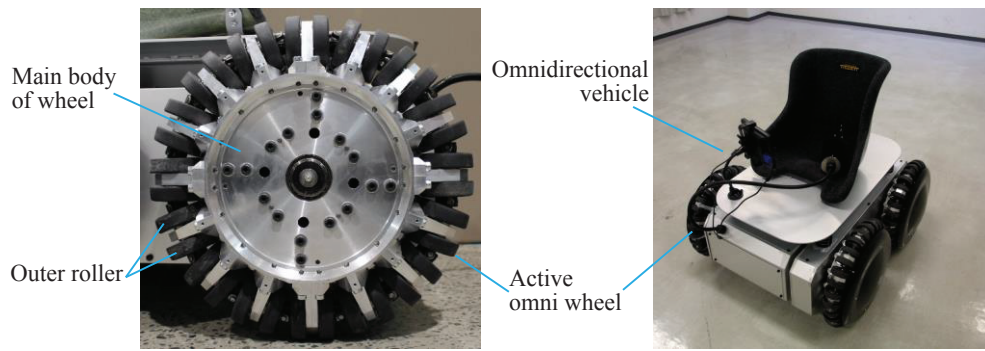 Main body
of wheel
Outer roller
Omnidirectional
vehicle
Active
omni wheel